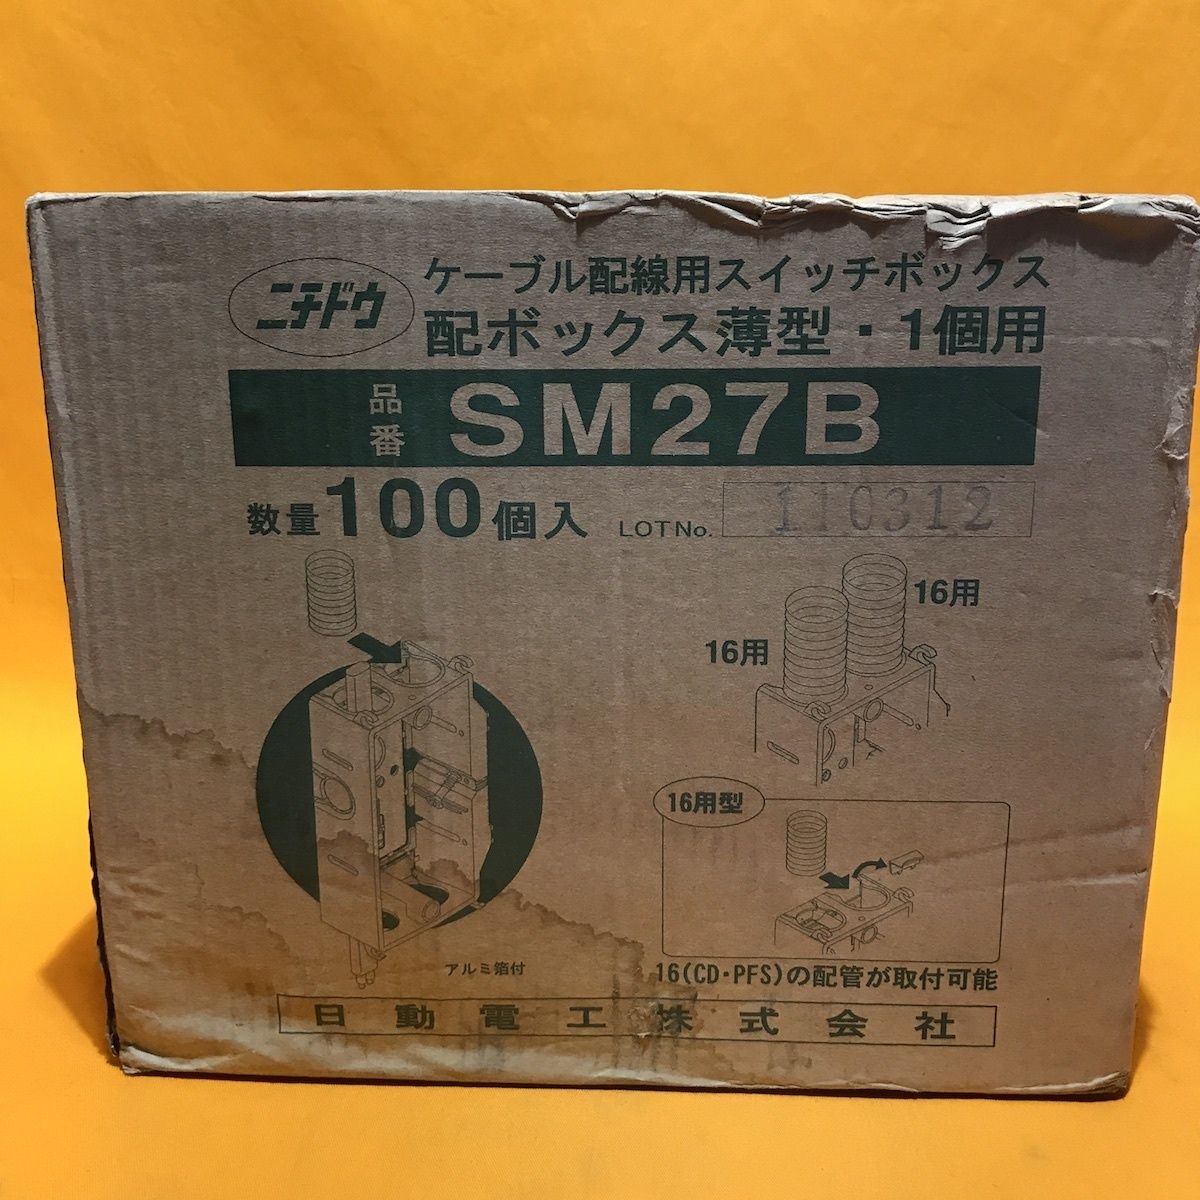 ニチドウ
ケーブル配線用スイッチボックス
配ボックス薄型・1個用
品番 SM27B
数量100個入 LOT No. 110312
16用
16用
16用型
アルミ箔付
16(CD・PFS)の配管が取付可能
日動電工株式会社